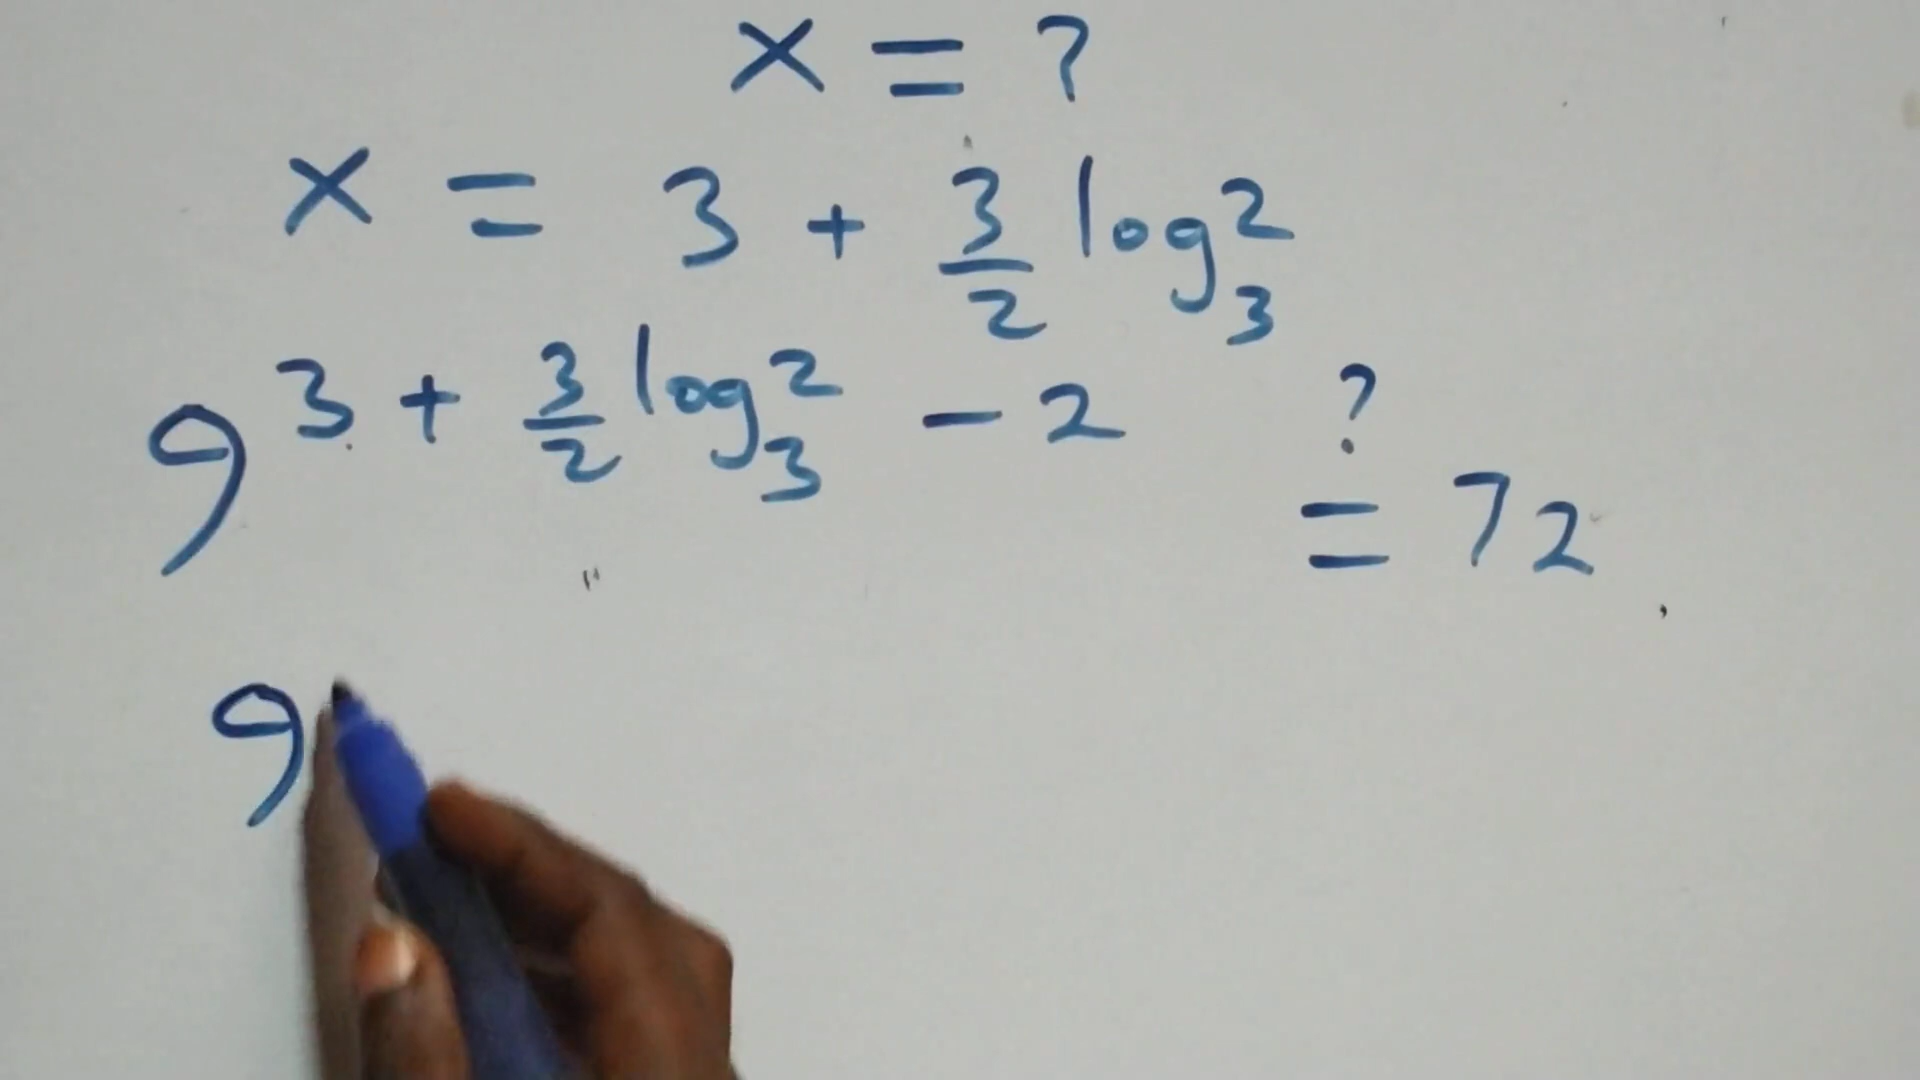 x = ?
x = 3 + 3/2 log₃2
9^(3 + 3/2 log₃2 - 2) ?= 72
9